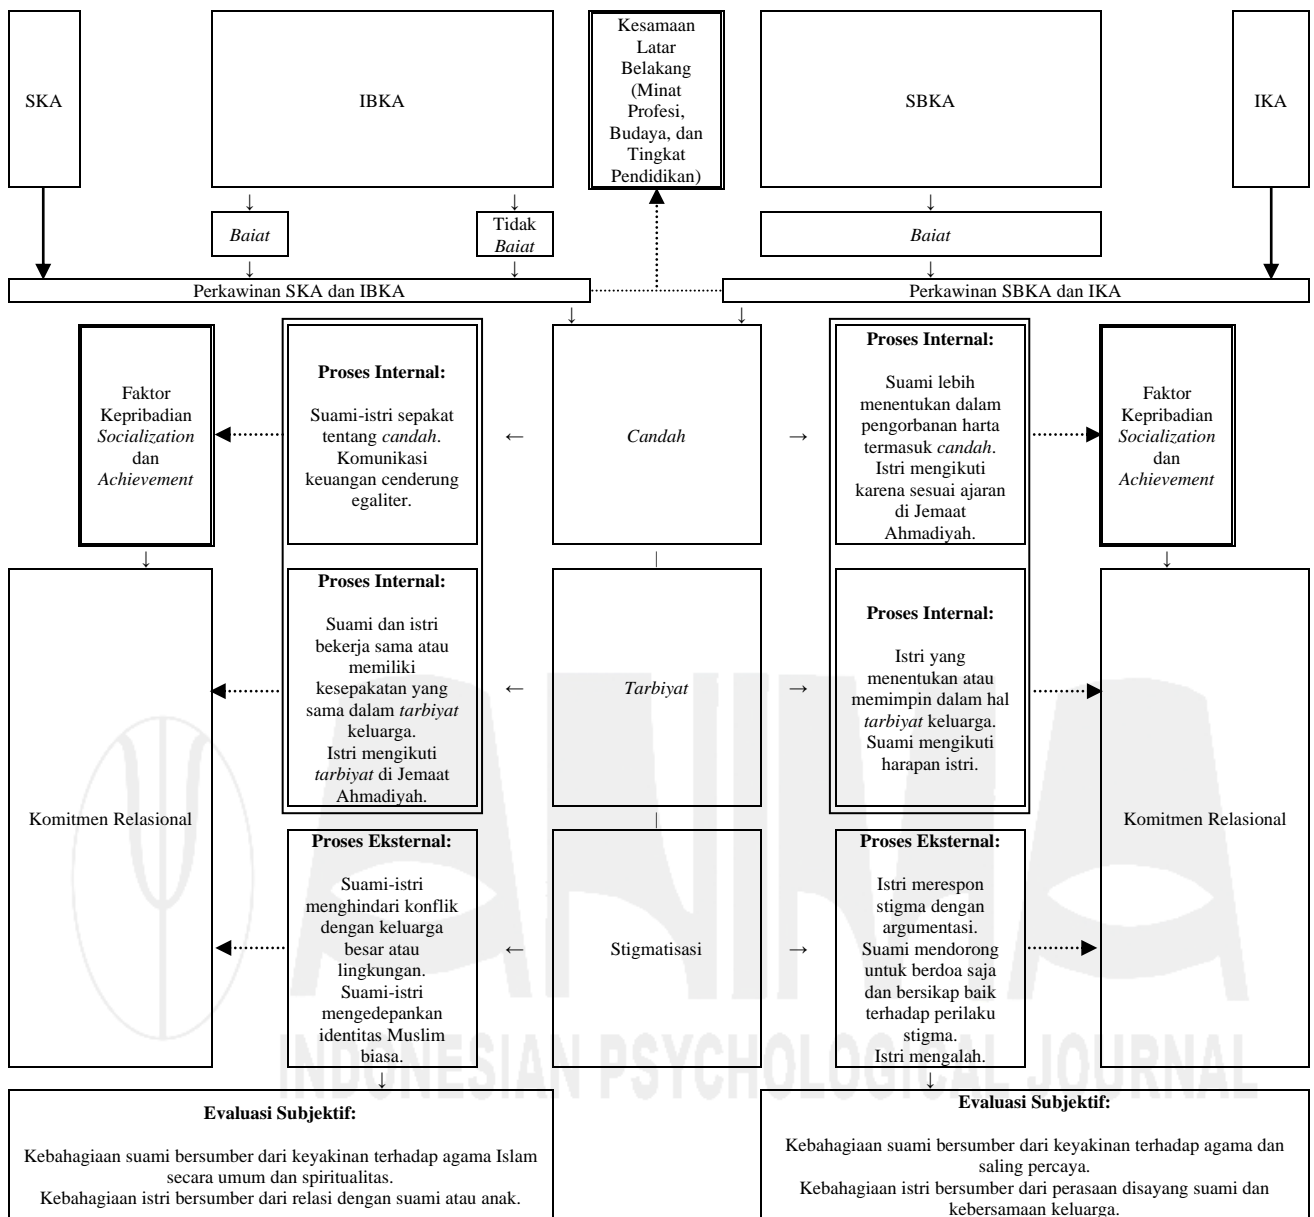 SKA
IBKA
Kesamaan
Latar
Belakang
(Minat
Profesi,
Budaya, dan
Tingkat
Pendidikan)
SBKA
IKA
Baiat
Tidak
Baiat
Baiat
Perkawinan SKA dan IBKA
Perkawinan SBKA dan IKA
Faktor
Kepribadian
Socialization
dan
Achievement
Proses Internal:
Suami-istri sepakat
tentang candah.
Komunikasi
keuangan cenderung
egaliter.
Candah
Proses Internal:
Suami lebih
menentukan dalam
pengorbanan harta
termasuk candah.
Istri mengikuti
karena sesuai ajaran
di Jemaat
Ahmadiyah.
Faktor
Kepribadian
Socialization
dan
Achievement
Komitmen Relasional
Proses Internal:
Suami dan istri
bekerja sama atau
memiliki
kesepakatan yang
sama dalam tarbiyat
keluarga.
Istri mengikuti
tarbiyat di Jemaat
Ahmadiyah.
Tarbiyat
Proses Internal:
Istri yang
menentukan atau
memimpin dalam hal
tarbiyat keluarga.
Suami mengikuti
harapan istri.
Komitmen Relasional
Proses Eksternal:
Suami-istri
menghindari konflik
dengan keluarga
besar atau
lingkungan.
Suami-istri
mengedepankan
identitas Muslim
biasa.
Stigmatisasi
Proses Eksternal:
Istri merespon
stigma dengan
argumentasi.
Suami mendorong
untuk berdoa saja
dan bersikap baik
terhadap perilaku
stigma.
Istri mengalah.
Evaluasi Subjektif:
Kebahagiaan suami bersumber dari keyakinan terhadap agama Islam
secara umum dan spiritualitas.
Kebahagiaan istri bersumber dari relasi dengan suami atau anak.
Evaluasi Subjektif:
Kebahagiaan suami bersumber dari keyakinan terhadap agama dan
saling percaya.
Kebahagiaan istri bersumber dari perasaan disayang suami dan
kebersamaan keluarga.
ANIMA
INDONESIAN PSYCHOLOGICAL JOURNAL